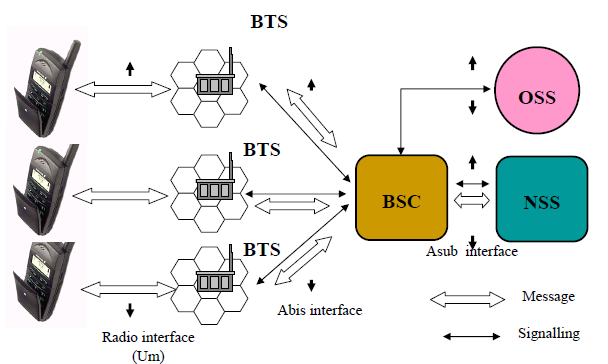 BTS
OSS
BTS
BSC
NSS
BTS
Asub interface
Abis interface
Message
Radio interface
(Um)
Signalling